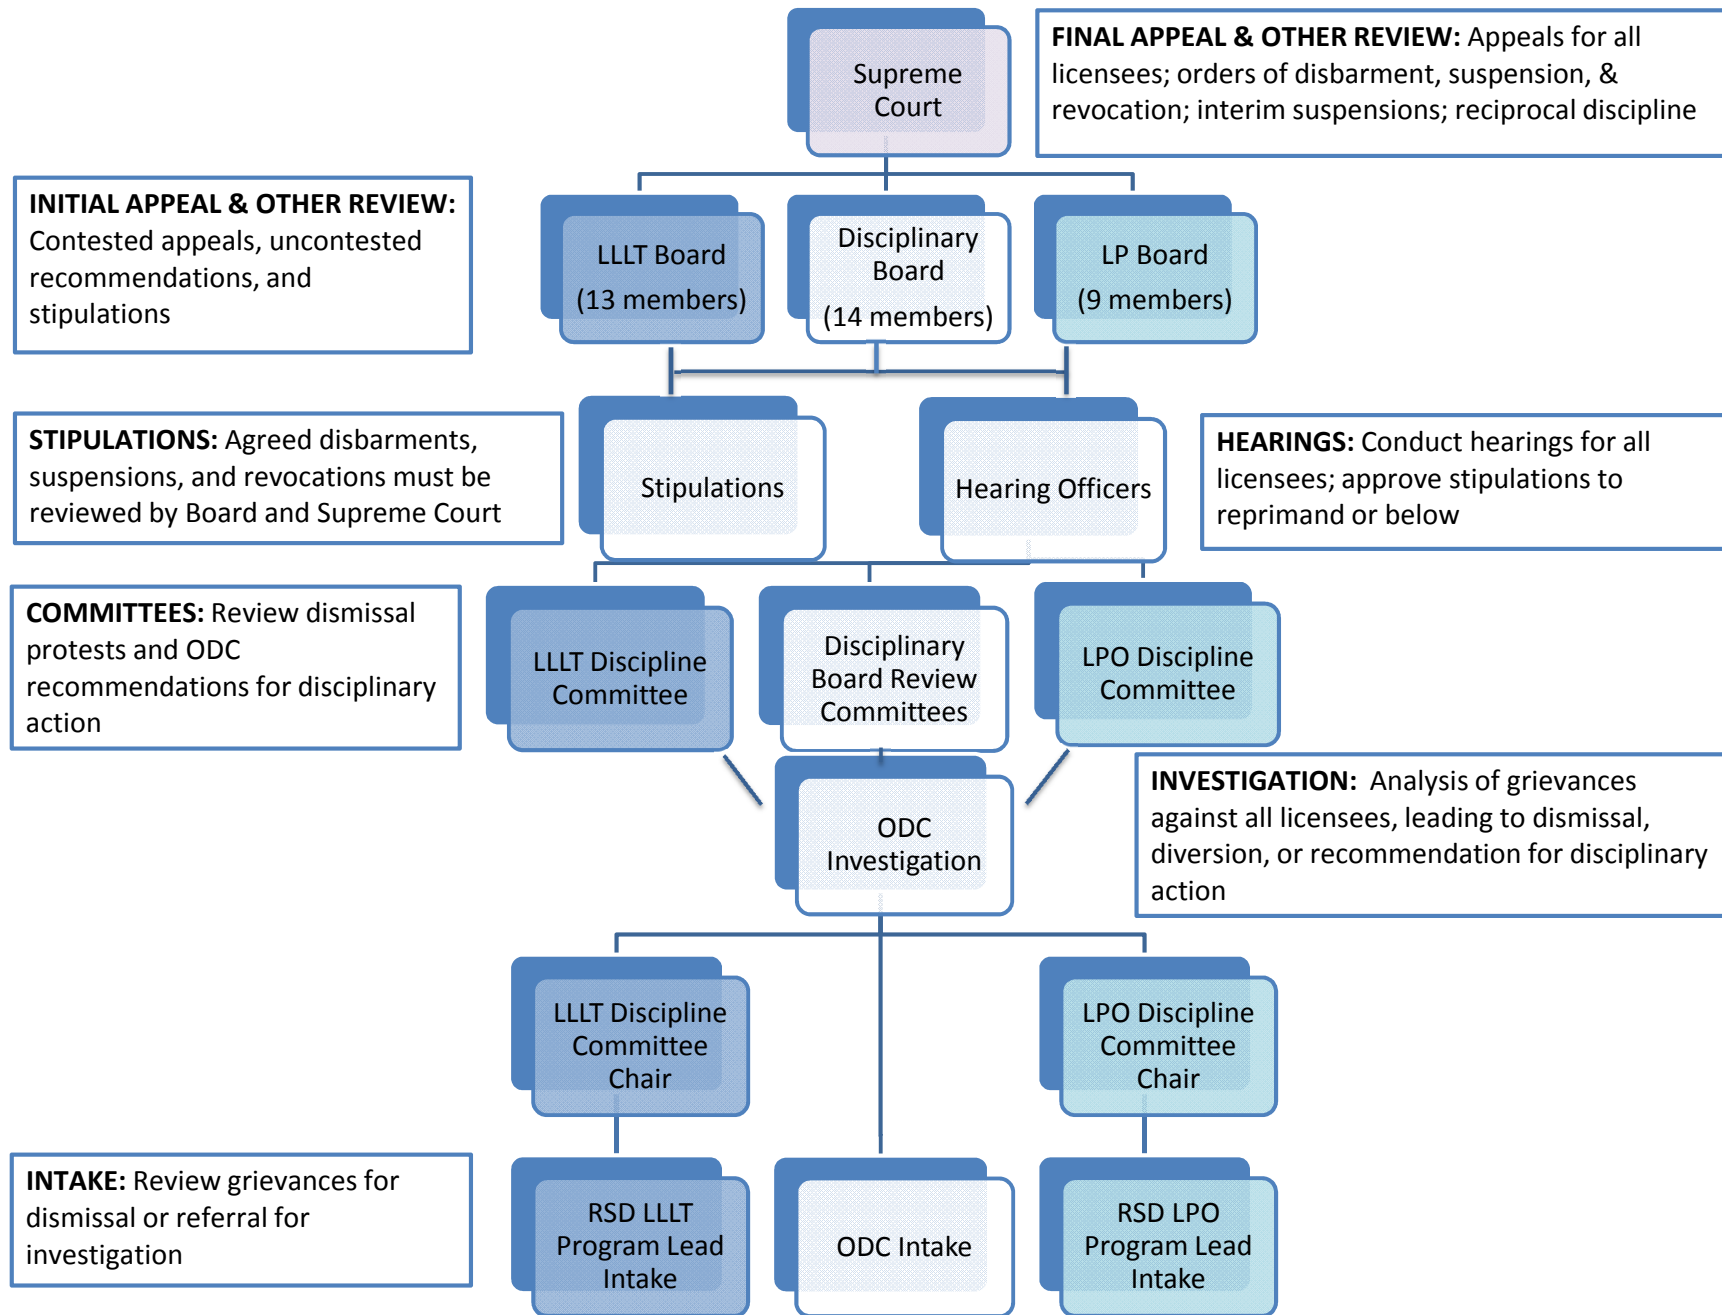 Supreme
Court
FINAL APPEAL & OTHER REVIEW: Appeals for all
licensees; orders of disbarment, suspension, &
revocation; interim suspensions; reciprocal discipline
INITIAL APPEAL & OTHER REVIEW:
Contested appeals, uncontested
recommendations, and
stipulations
LLLT Board
(13 members)
Disciplinary
Board
(14 members)
LP Board
(9 members)
STIPULATIONS: Agreed disbarments,
suspensions, and revocations must be
reviewed by Board and Supreme Court
Stipulations
Hearing Officers
HEARINGS: Conduct hearings for all
licensees; approve stipulations to
reprimand or below
COMMITTEES: Review dismissal
protests and ODC
recommendations for disciplinary
action
LLLT Discipline
Committee
Disciplinary
Board Review
Committees
LPO Discipline
Committee
ODC
Investigation
INVESTIGATION: Analysis of grievances
against all licensees, leading to dismissal,
diversion, or recommendation for disciplinary
action
LLLT Discipline
Committee
Chair
LPO Discipline
Committee
Chair
INTAKE: Review grievances for
dismissal or referral for
investigation
RSD LLLT
Program Lead
Intake
ODC Intake
RSD LPO
Program Lead
Intake